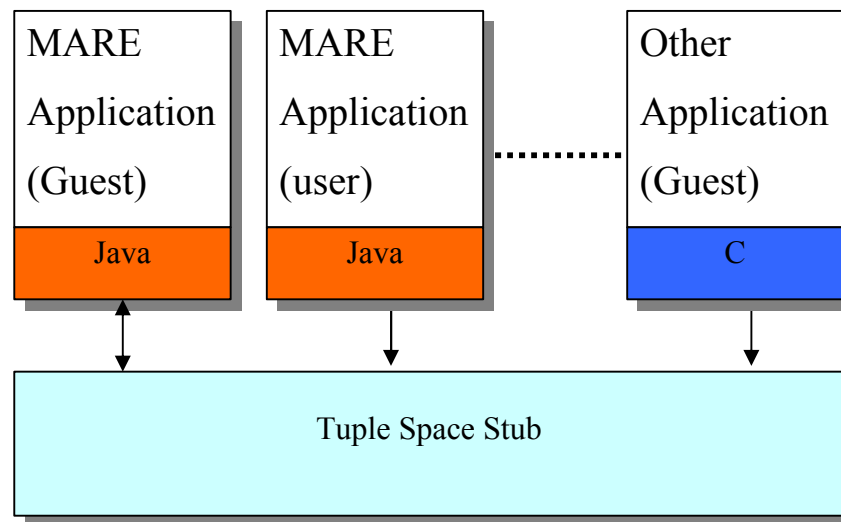 MARE
Application
(Guest)
Java
MARE
Application
(user)
Java
Other
Application
(Guest)
C
Tuple Space Stub